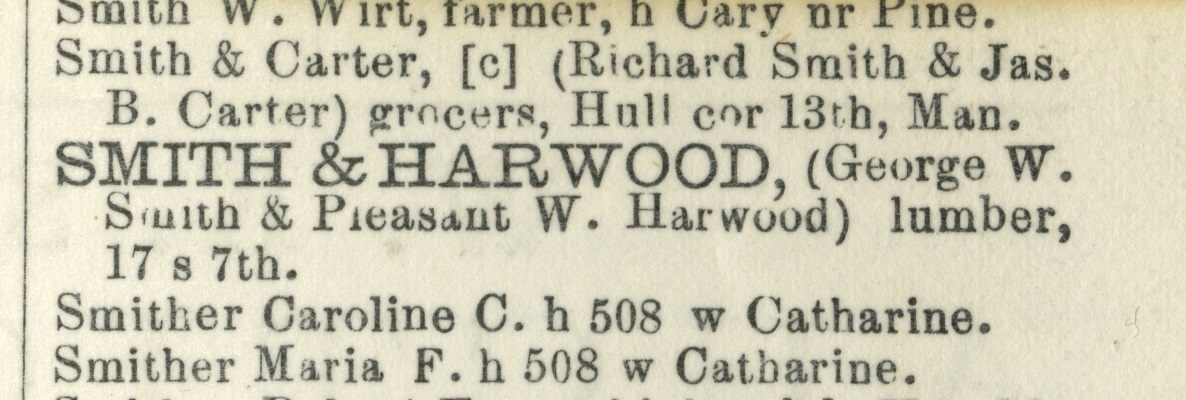 Smith W. Wirt, farmer, h Cary nr Pine.
Smith & Carter, [c] (Richard Smith & Jas.
B. Carter) grocers, Hull cor 13th, Man.
SMITH & HARWOOD, (George W.
Smith & Pleasant W. Harwood) lumber,
17 s 7th.
Smither Caroline C. h 508 w Catharine.
Smither Maria F. h 508 w Catharine.